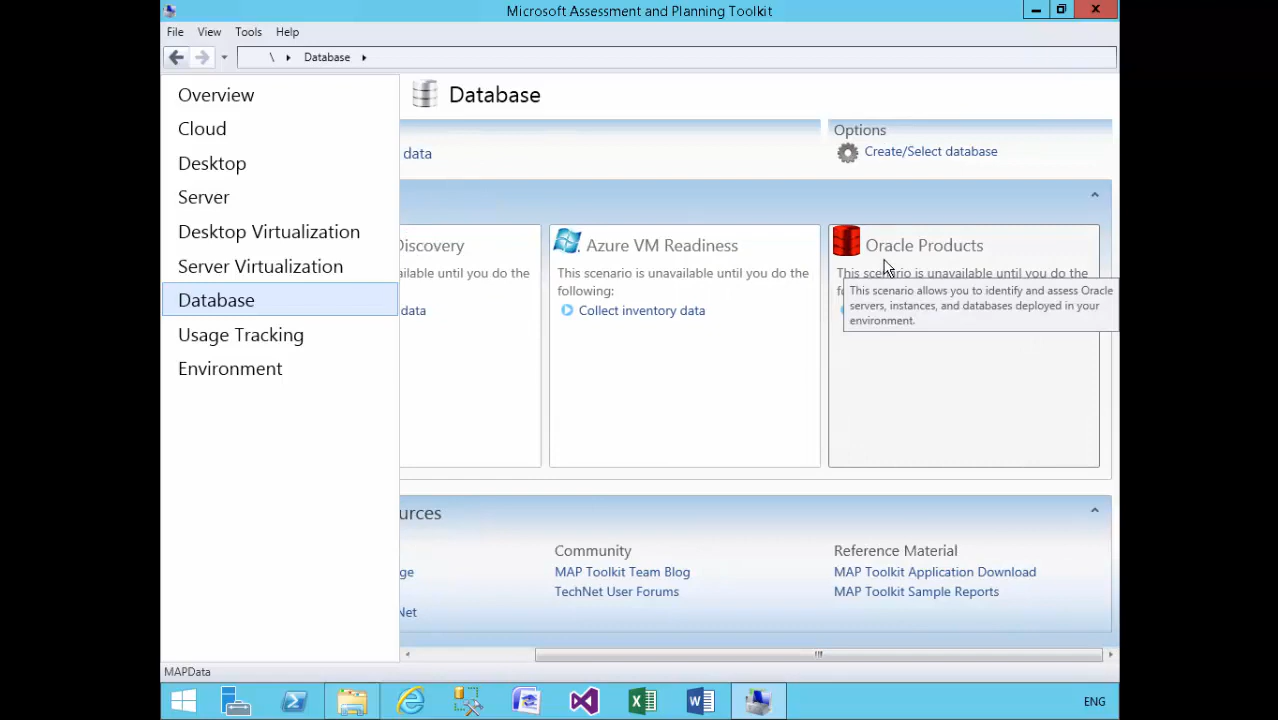 Microsoft Assessment and Planning Toolkit
File View Tools Help
\ Database
Overview
Cloud
Desktop
Server
Desktop Virtualization
Server Virtualization
Database
Usage Tracking
Environment
Database
data
Options
Create/Select database
Discovery
ailable until you do the
data
Azure VM Readiness
This scenario is unavailable until you do the
following:
Collect inventory data
Oracle Products
This scenario is unavailable until you do the
This scenario allows you to identify and assess Oracle
servers, instances, and databases deployed in your
environment.
urces
ge
Net
Community
MAP Toolkit Team Blog
TechNet User Forums
Reference Material
MAP Toolkit Application Download
MAP Toolkit Sample Reports
MAPData
ENG